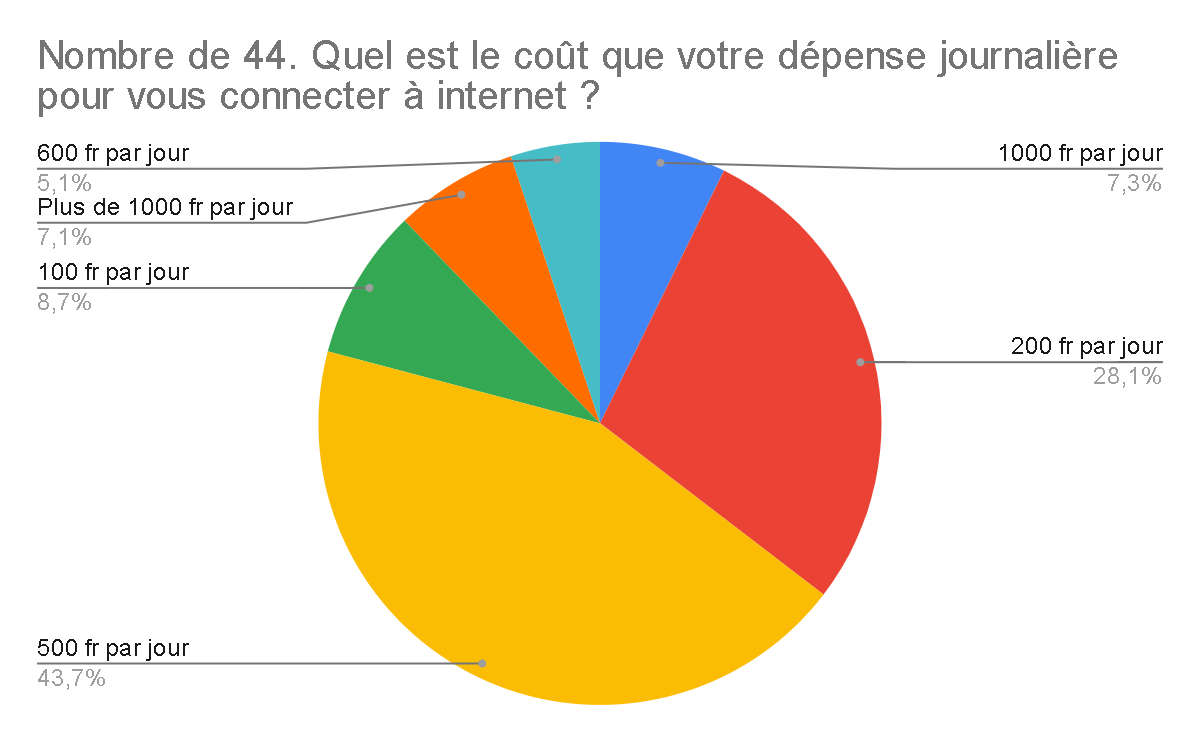 Nombre de 44. Quel est le coût que votre dépense journalière
pour vous connecter à internet ?
600 fr par jour
5,1%
Plus de 1000 fr par jour
7,1%
100 fr par jour
8,7%
500 fr par jour
43,7%
1000 fr par jour
7,3%
200 fr par jour
28,1%